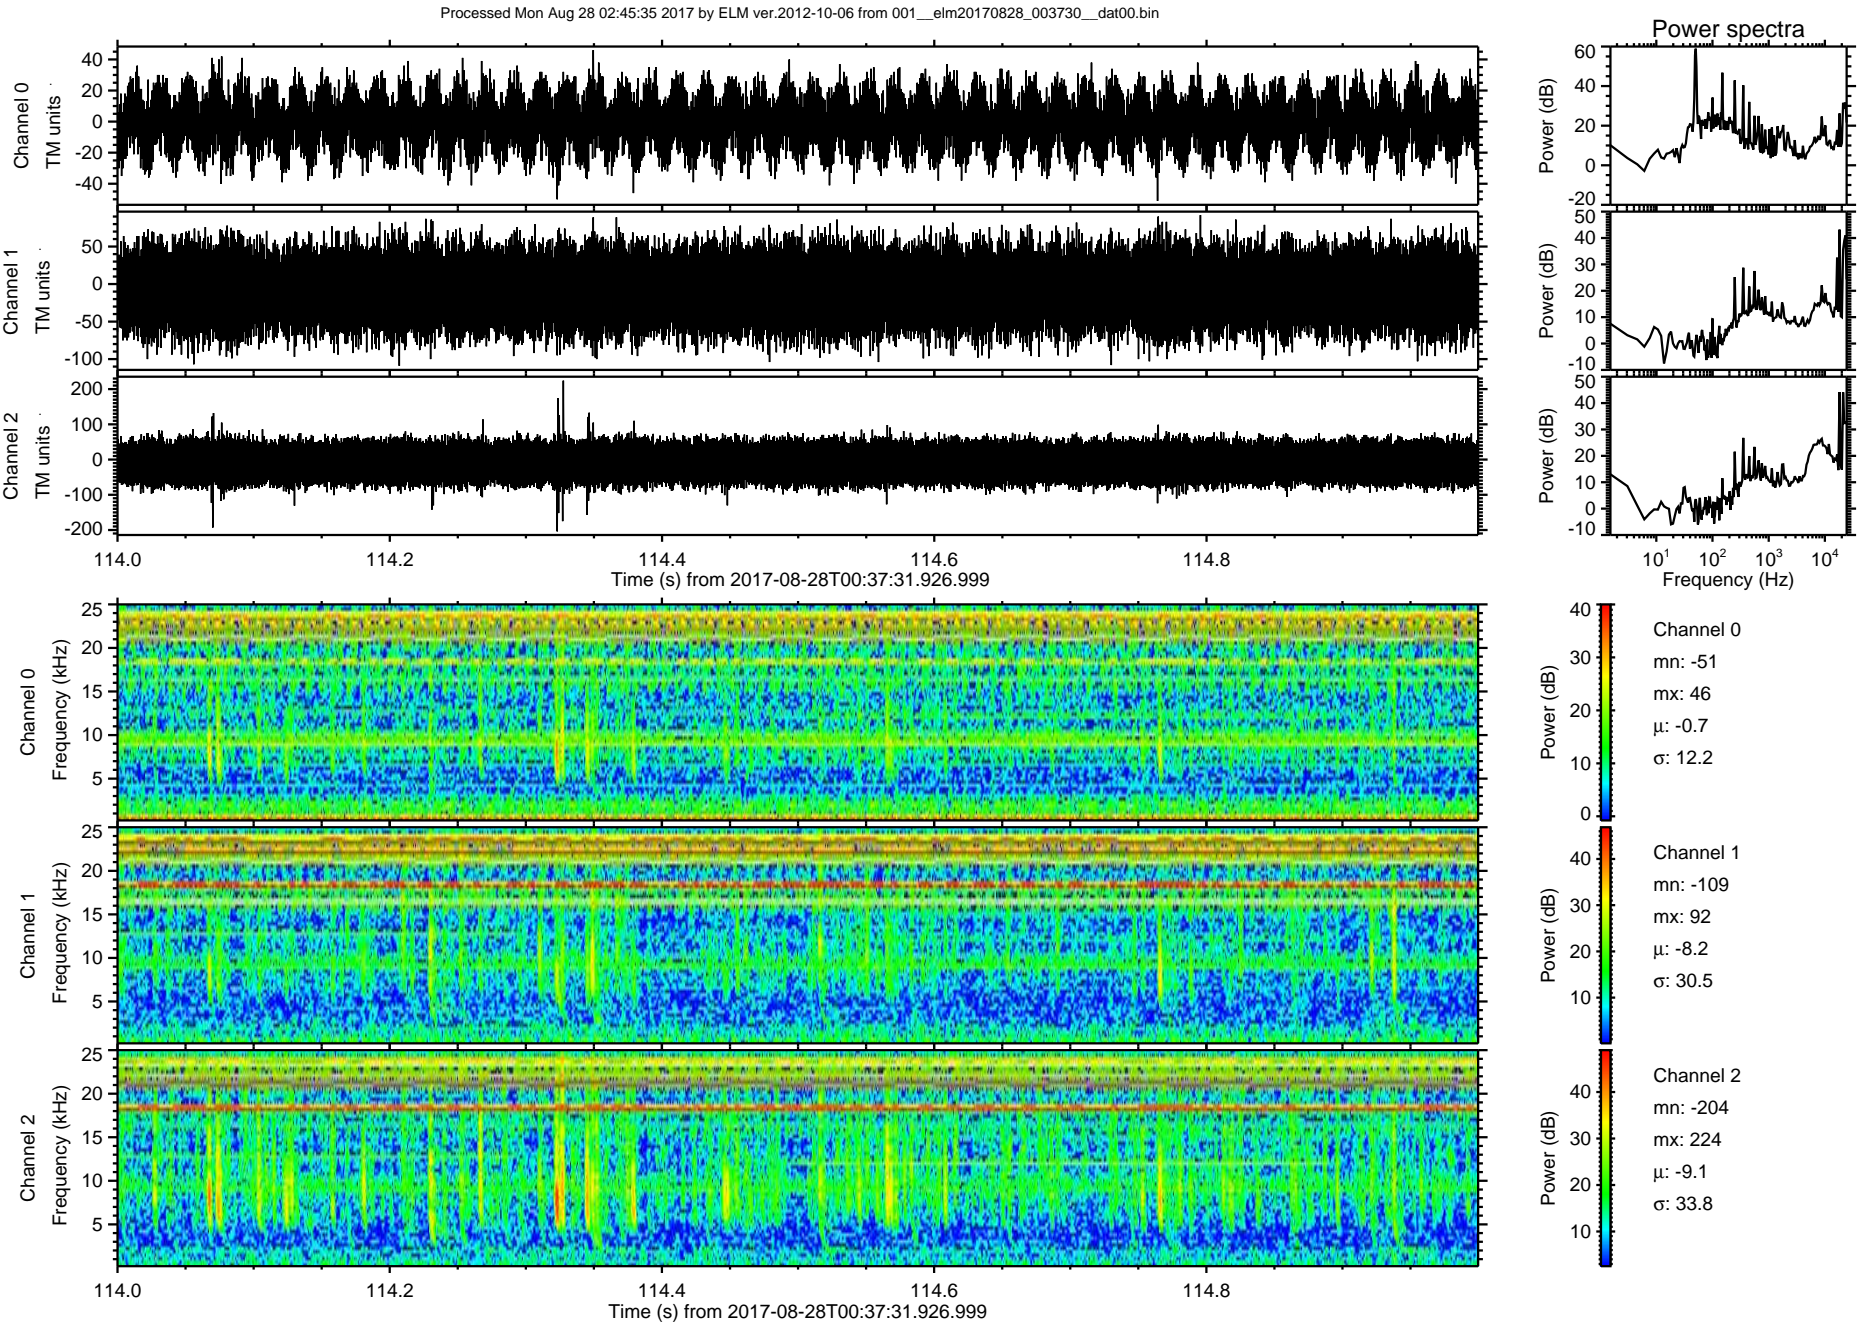 Processed Mon Aug 28 02:45:35 2017 by ELM ver.2012-10-06 from 001__elm20170828_003730__dat00.bin
Power spectra
Channel 0
TM units
40
20
0
-20
-40
Power (dB)
60
40
20
0
-20
Channel 1
TM units
50
0
-50
-100
Power (dB)
50
40
30
20
10
0
-10
Channel 2
TM units
200
100
0
-100
-200
Power (dB)
50
40
30
20
10
0
-10
114.0 114.2 114.4 114.6 114.8
Time (s) from 2017-08-28T00:37:31.926.999
10^1 10^2 10^3 10^4
Frequency (Hz)
Channel 0
Frequency (kHz)
25
20
15
10
5
Power (dB)
40
30
20
10
0
Channel 0
mn: -51
mx: 46
μ: -0.7
σ: 12.2
Channel 1
Frequency (kHz)
25
20
15
10
5
Power (dB)
40
30
20
10
Channel 1
mn: -109
mx: 92
μ: -8.2
σ: 30.5
Channel 2
Frequency (kHz)
25
20
15
10
5
Power (dB)
40
30
20
10
Channel 2
mn: -204
mx: 224
μ: -9.1
σ: 33.8
114.0 114.2 114.4 114.6 114.8
Time (s) from 2017-08-28T00:37:31.926.999